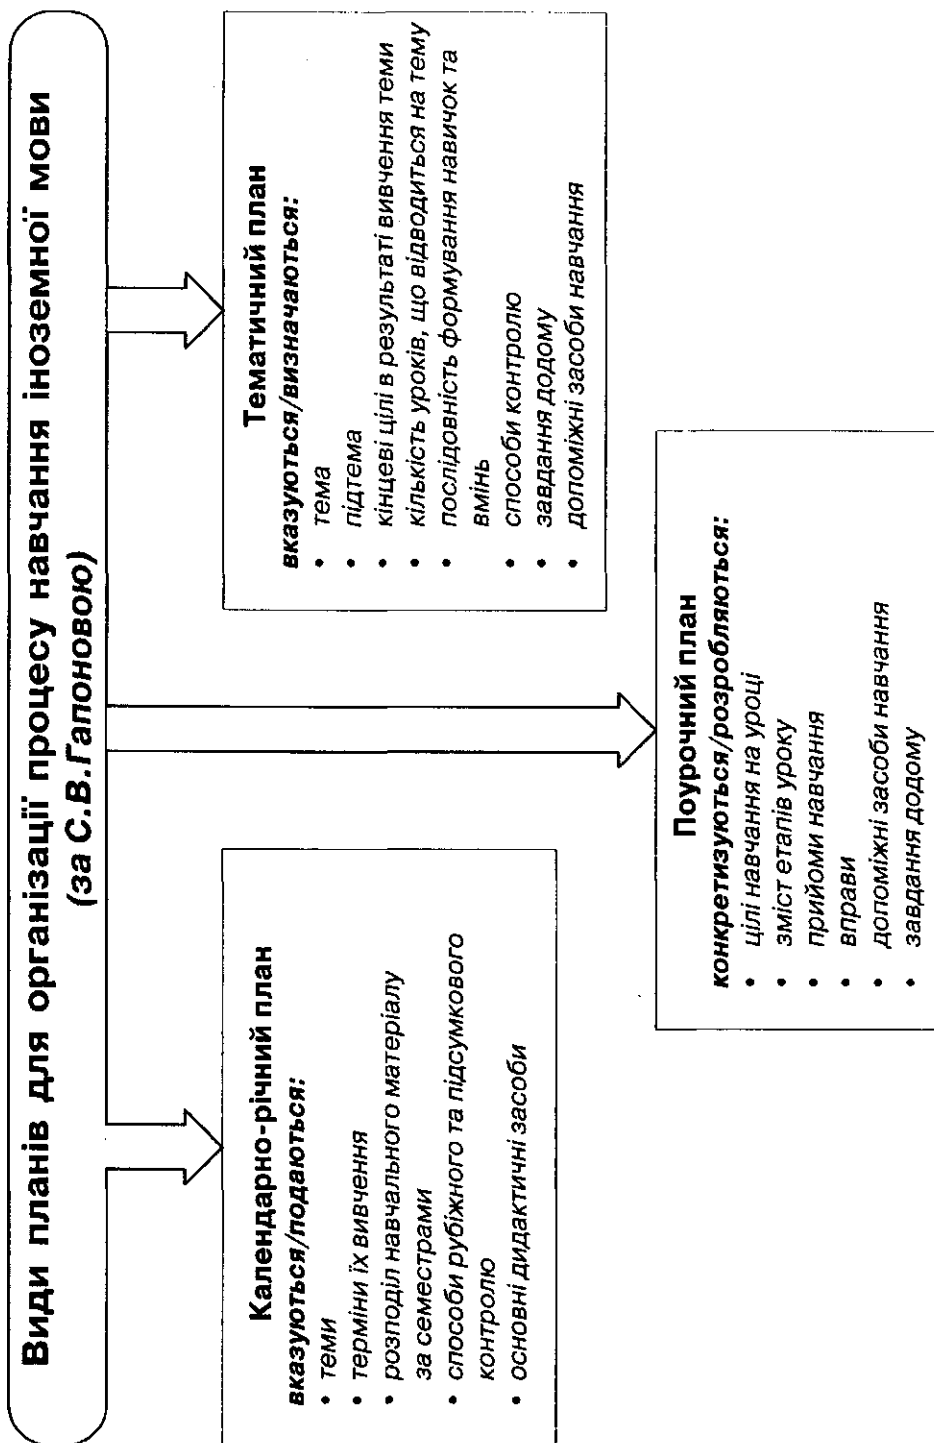 Види планів для організації процесу навчання іноземної мови
(за С.В.Гапоновою)
Календарно-річний план
вказуються/подаються:
• теми
• терміни їх вивчення
• розподіл навчального матеріалу
за семестрами
• способи рубіжного та підсумкового
контролю
• основні дидактичні засоби
Поурочний план
конкретизуються/розробляються:
• цілі навчання на уроці
• зміст етапів уроку
• прийоми навчання
• вправи
• допоміжні засоби навчання
• завдання додому
Тематичний план
вказуються/визначаються:
• тема
• підтема
• кінцеві цілі в результаті вивчення теми
• кількість уроків, що відводиться на тему
• послідовність формування навичок та
вмінь
• способи контролю
• завдання додому
• допоміжні засоби навчання